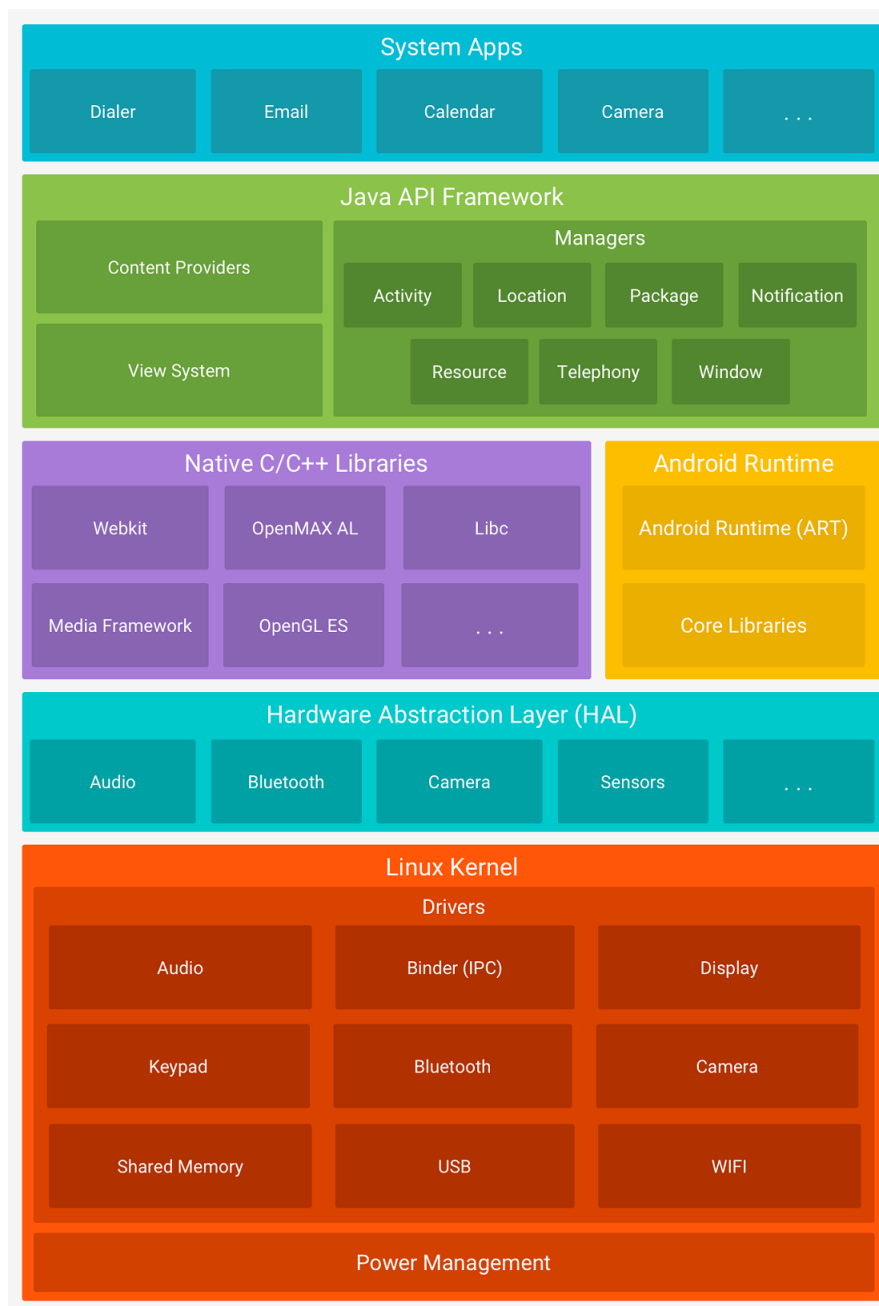 System Apps
Dialer
Email
Calendar
Camera
. . .
Java API Framework
Content Providers
View System
Managers
Activity
Location
Package
Notification
Resource
Telephony
Window
Native C/C++ Libraries
Webkit
OpenMAX AL
Libc
Media Framework
OpenGL ES
. . .
Android Runtime
Android Runtime (ART)
Core Libraries
Hardware Abstraction Layer (HAL)
Audio
Bluetooth
Camera
Sensors
. . .
Linux Kernel
Drivers
Audio
Binder (IPC)
Display
Keypad
Bluetooth
Camera
Shared Memory
USB
WIFI
Power Management